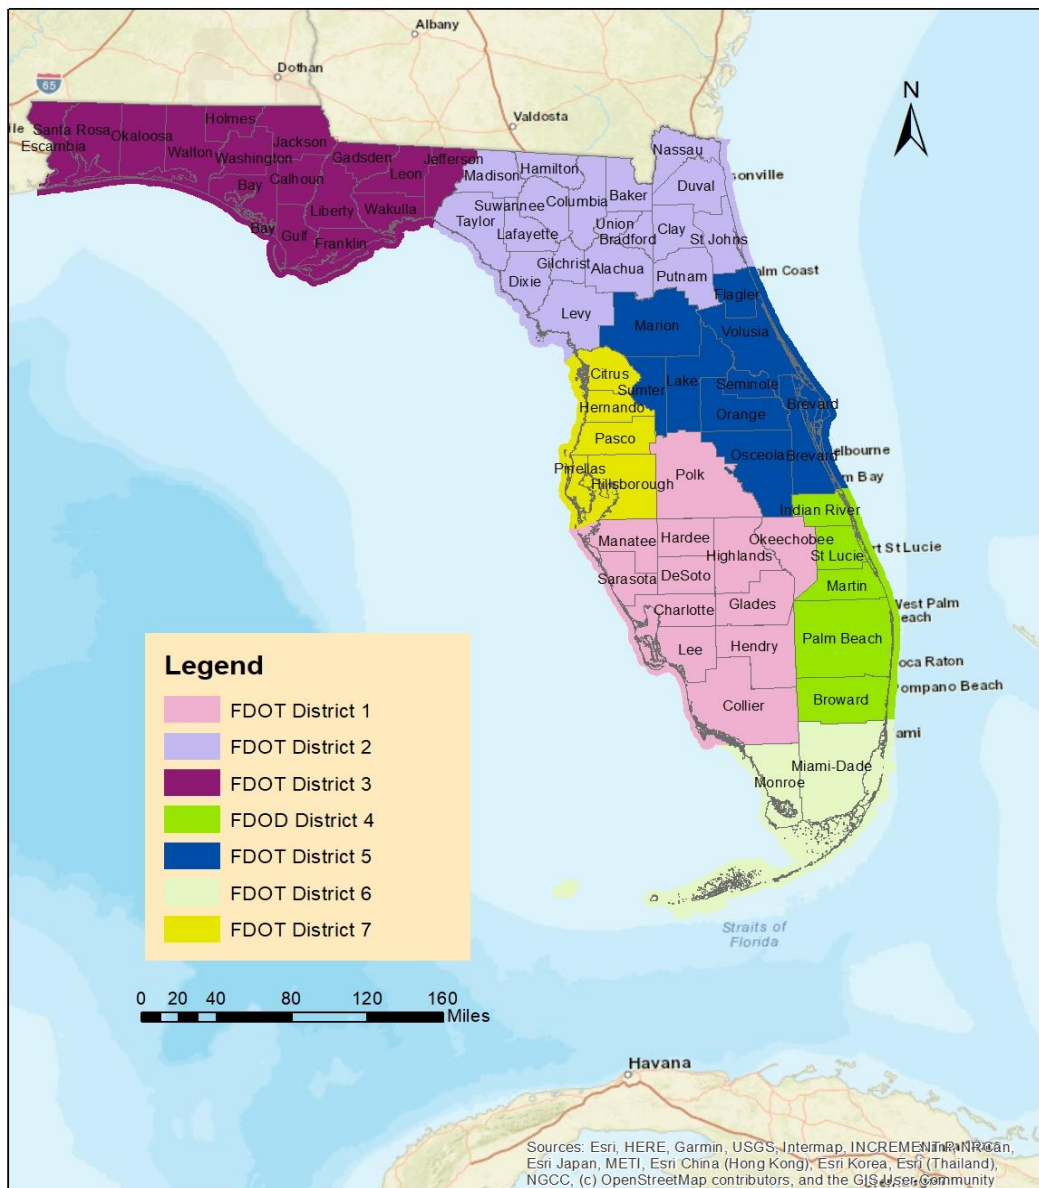 Albany
Dothan
65
Valdosta
N
ile
Santa Rosa
Escambia
Okaloosa
Walton
Holmes
Washington
Jackson
Bay
Calhoun
Gadsden
Leon
Jefferson
Liberty
Wakulla
Bay
Gulf
Franklin
Madison
Hamilton
Taylor
Suwannee
Lafayette
Columbia
Baker
Nassau
Duval
sonville
Union
Bradford
Clay
St Johns
Dixie
Gilchrist
Alachua
Putnam
Levy
alm Coast
Flagler
Marion
Volusia
Citrus
Sumter
Lake
Seminole
Hernando
Orange
Brevard
Pasco
Osceola
Brevard
elbourne
m Bay
Pinellas
Hillsborough
Polk
Indian River
Manatee
Hardee
Highlands
Okeechobee
St Lucie
rt St Lucie
Sarasota
DeSoto
Martin
Charlotte
Glades
West Palm
each
Lee
Hendry
Palm Beach
oca Raton
Pompano Beach
Collier
Broward
ami
Monroe
Miami-Dade
Legend
FDOT District 1
FDOT District 2
FDOT District 3
FDOD District 4
FDOT District 5
FDOT District 6
FDOT District 7
Straits of
Florida
0 20 40 80 120 160
Miles
Havana
Sources: Esri, HERE, Garmin, USGS, Intermap, INCREMENT P, NRCan,
Esri Japan, METI, Esri China (Hong Kong), Esri Korea, Esri (Thailand),
NGCC, (c) OpenStreetMap contributors, and the GIS User Community